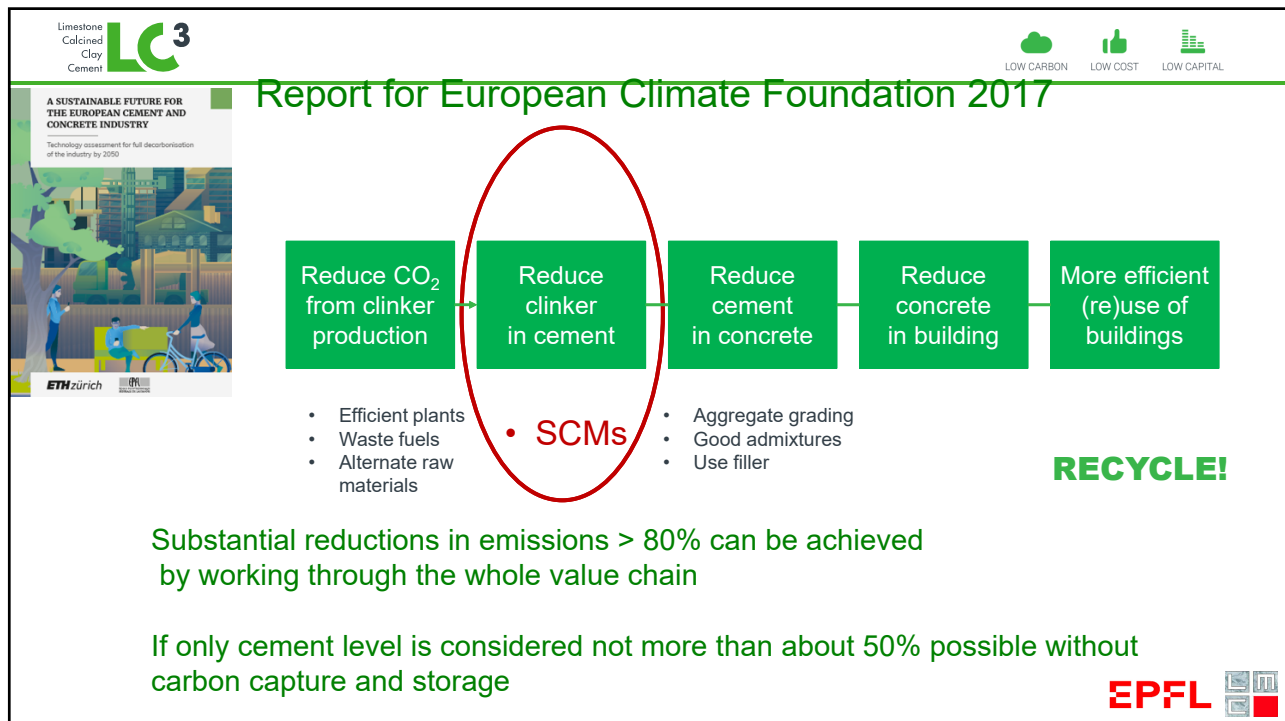 Limestone
Calcined
Clay
Cement
LC3
LOW CARBON
LOW COST
LOW CAPITAL
Report for European Climate Foundation 2017
A SUSTAINABLE FUTURE FOR
THE EUROPEAN CEMENT AND
CONCRETE INDUSTRY
Technology assessment for full decarbonisation
of the industry by 2050
ETH zürich
Reduce CO2
from clinker
production
Reduce
clinker
in cement
Reduce
cement
in concrete
Reduce
concrete
in building
More efficient
(re)use of
buildings
• Efficient plants
• Waste fuels
• Alternate raw
materials
• SCMs
• Aggregate grading
• Good admixtures
• Use filler
RECYCLE!
Substantial reductions in emissions > 80% can be achieved
by working through the whole value chain
If only cement level is considered not more than about 50% possible without
carbon capture and storage
EPFL
L M
C